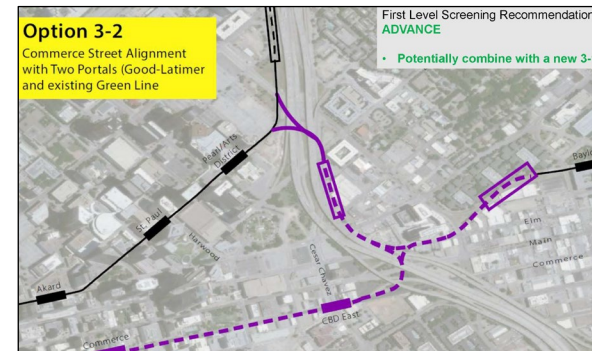 Option 3-2
Commerce Street Alignment
with Two Portals (Good-Latimer
and existing Green Line
First Level Screening Recommendation
ADVANCE
• Potentially combine with a new 3-
Pearl/Arts
District
St. Paul
Harwood
Akard
Cesar Chavez
CBD East
Commerce
Baylo
Elm
Main
Commerce